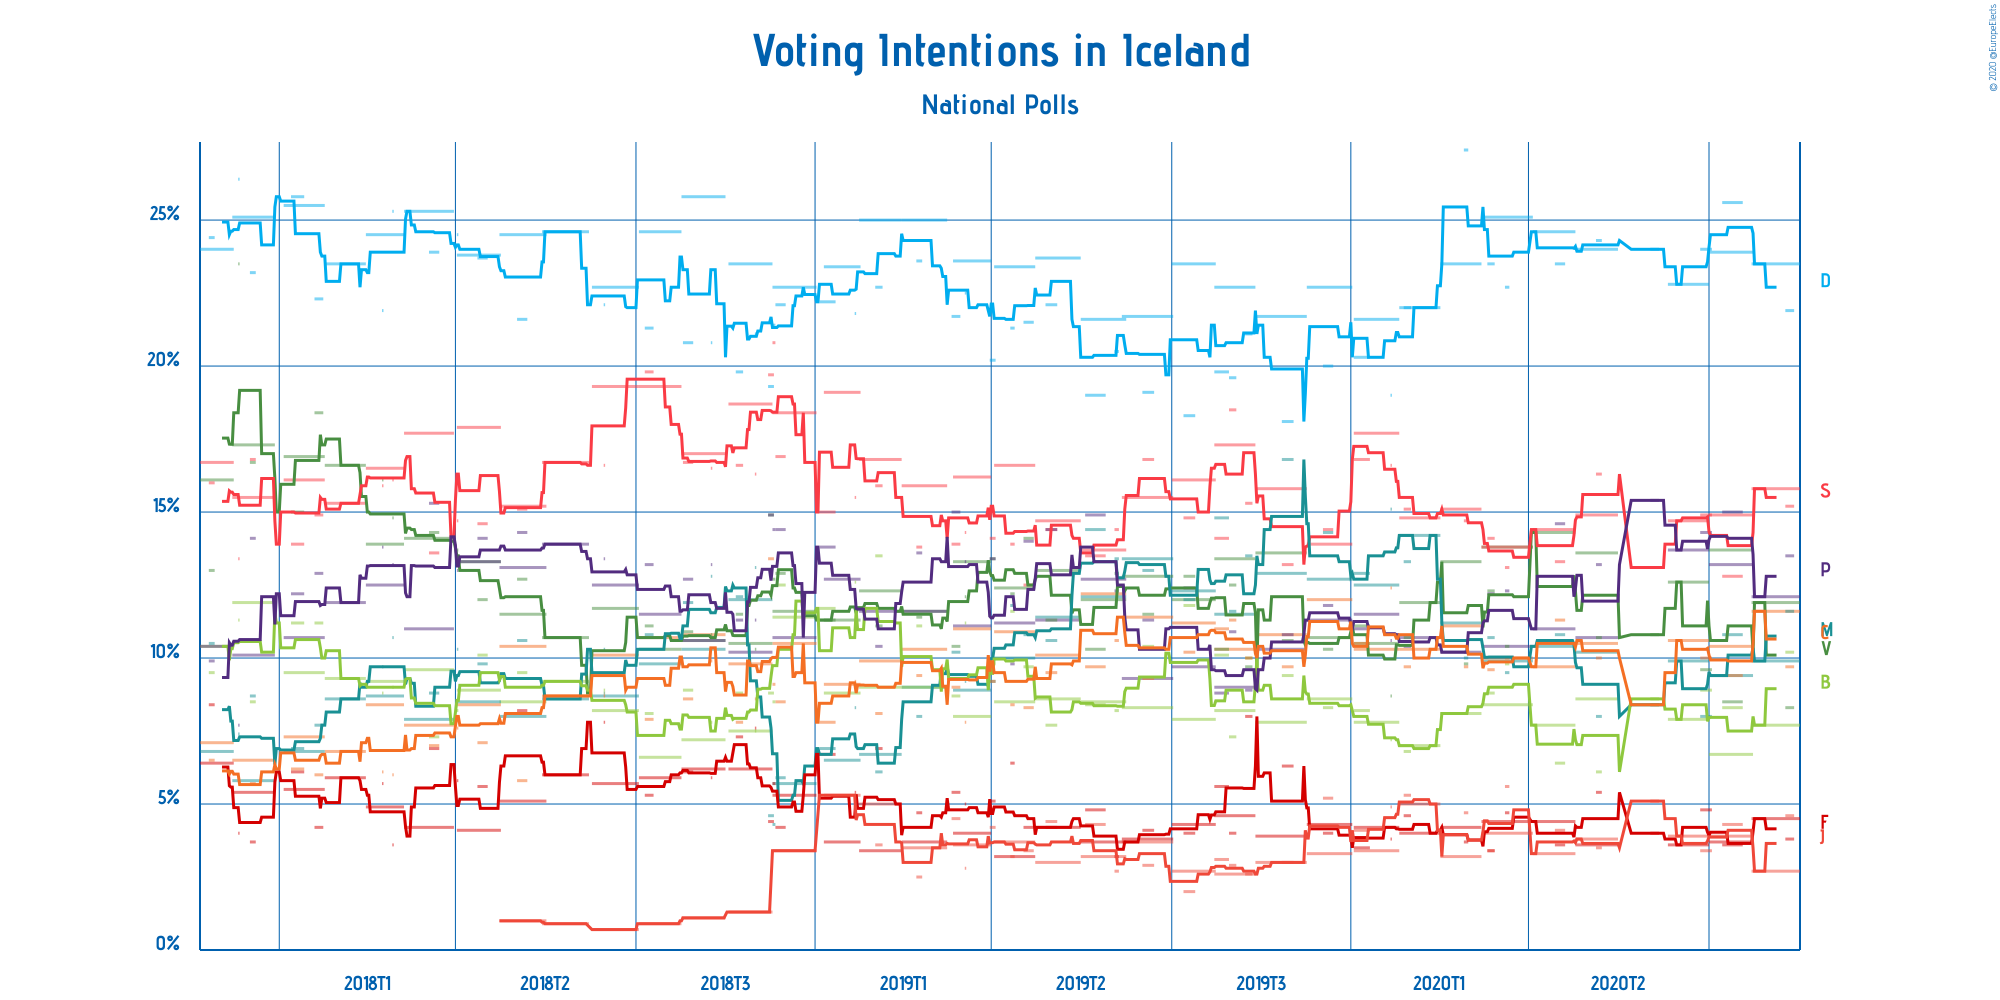 Voting Intentions in Iceland
National Polls
© 2020 @EuropeElects
25%
20%
15%
10%
5%
0%
D
S
P
M
C
V
B
F
J
2018T1 2018T2 2018T3 2019T1 2019T2 2019T3 2020T1 2020T2